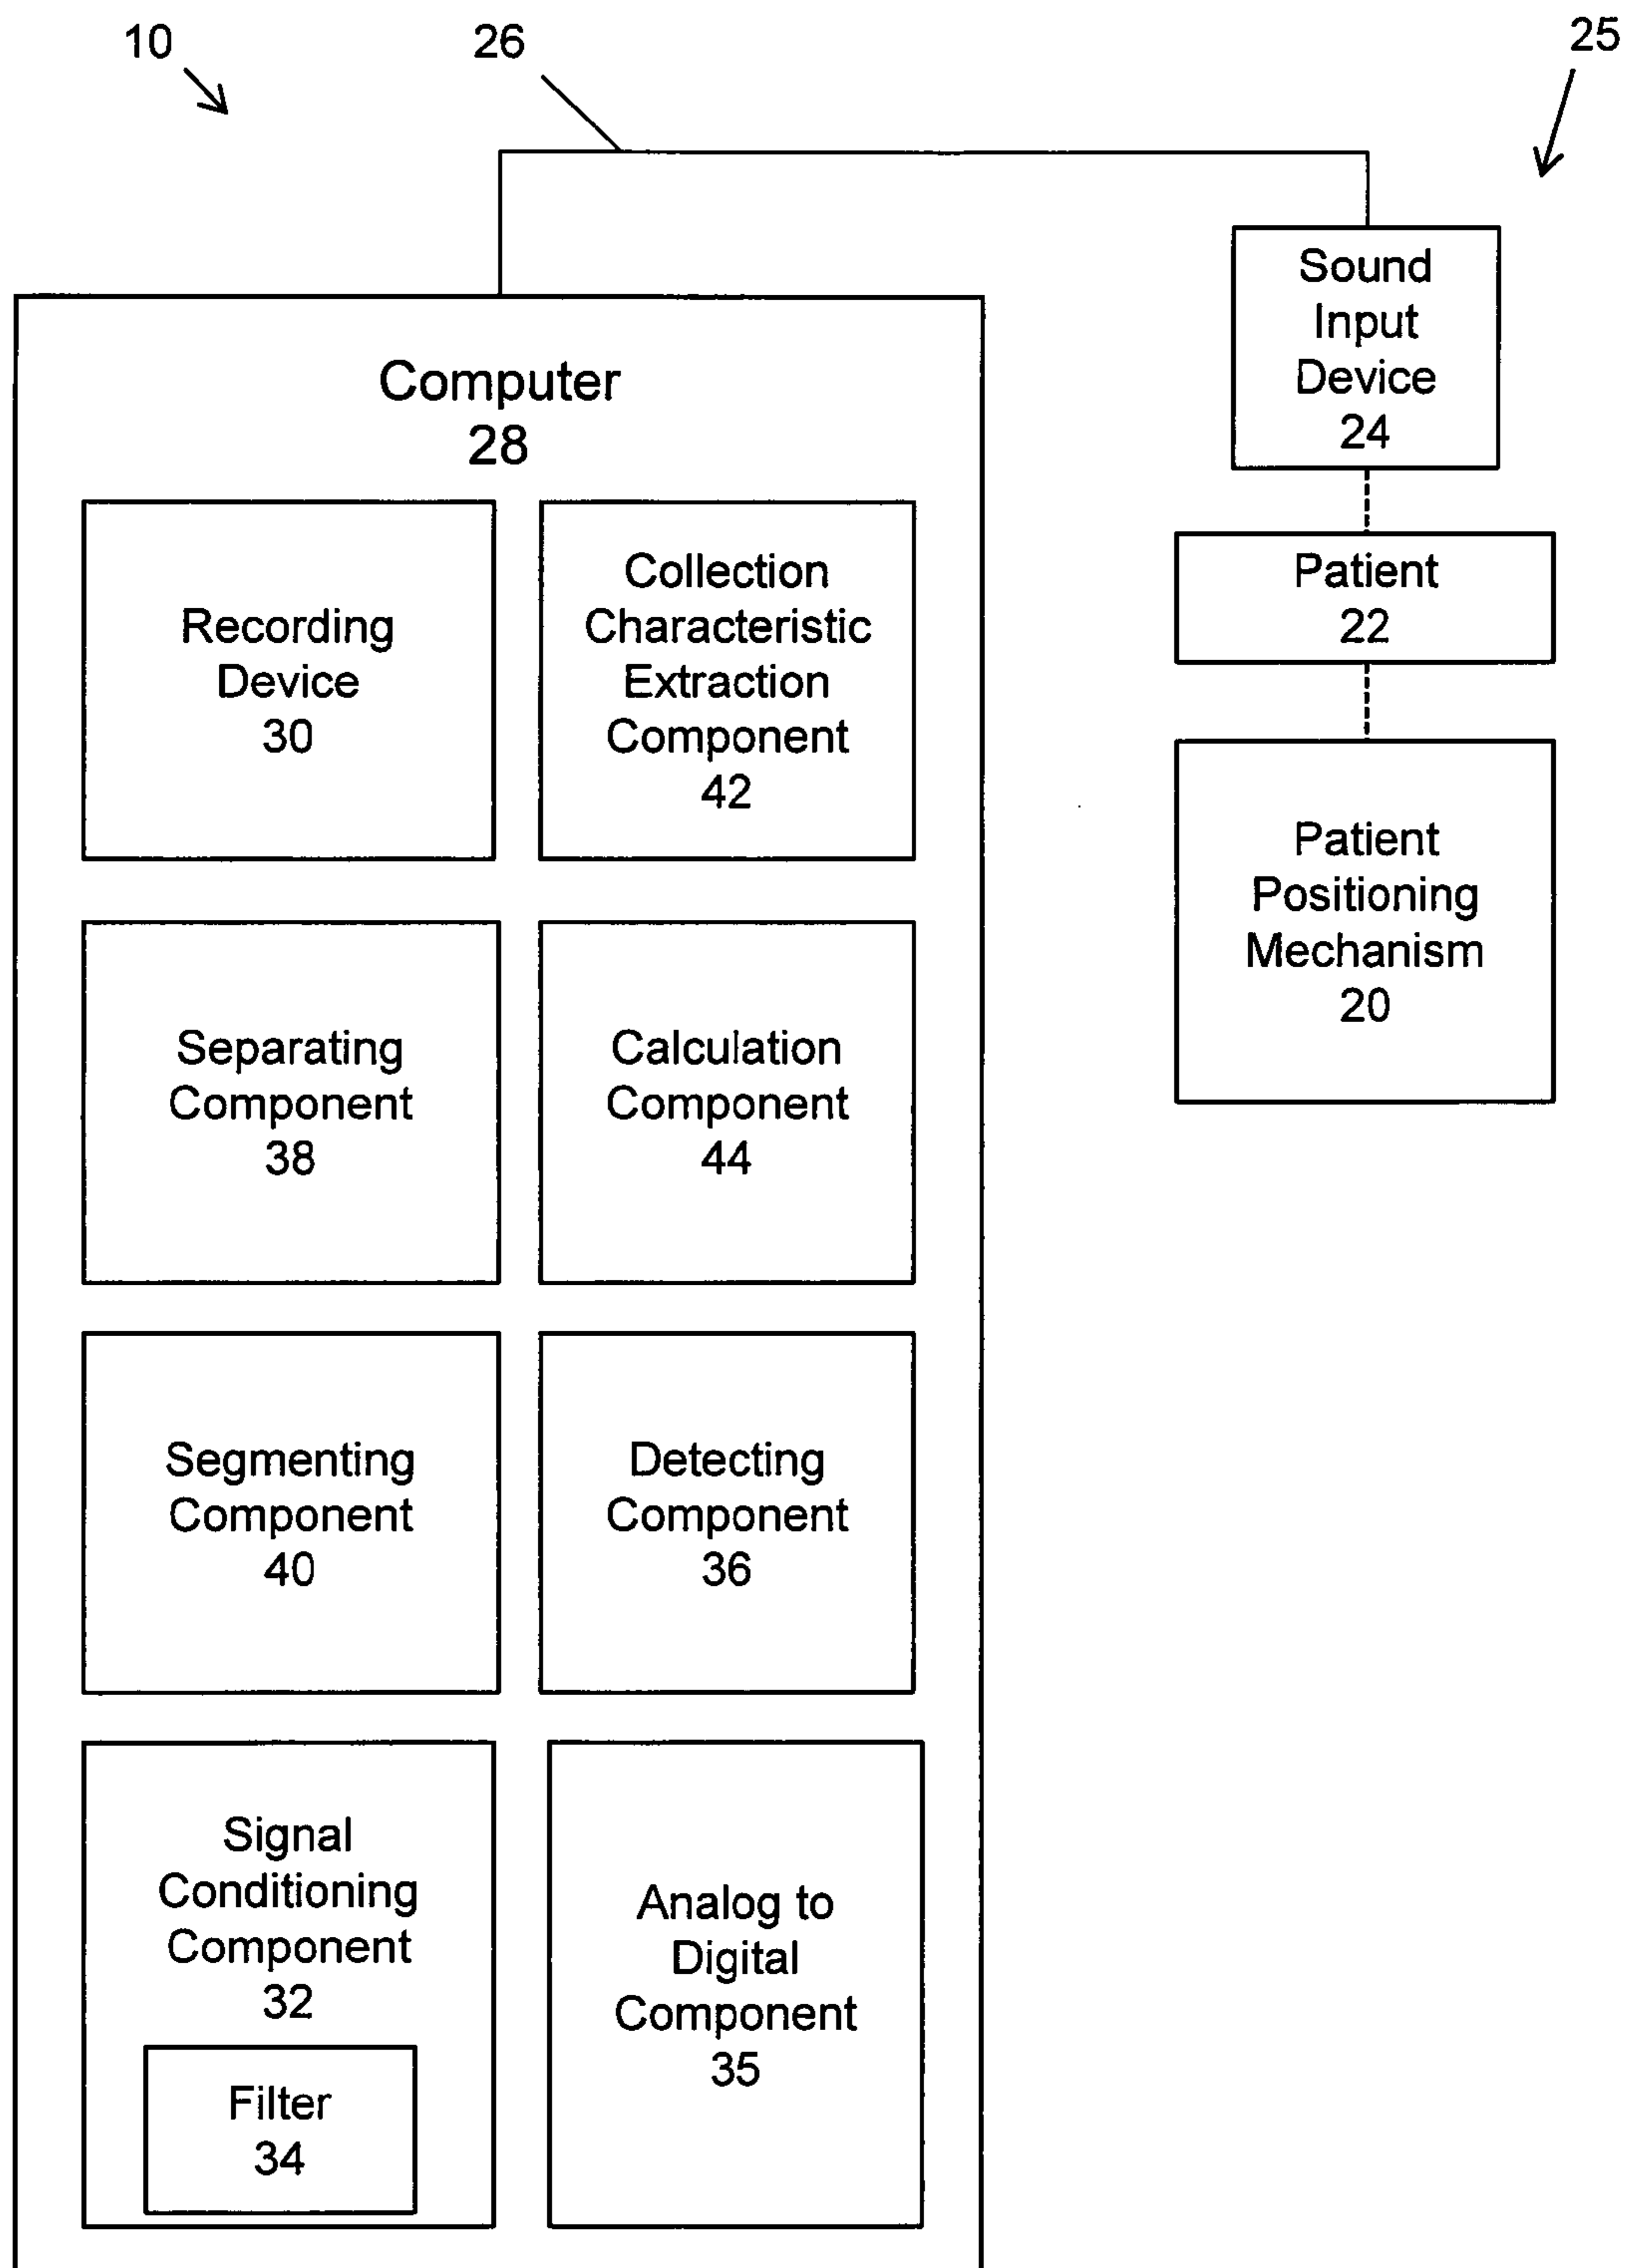 10
26
25
Sound
Input
Device
24
Computer
28
Patient
22
Recording
Device
30
Collection
Characteristic
Extraction
Component
42
Patient
Positioning
Mechanism
20
Separating
Component
38
Calculation
Component
44
Segmenting
Component
40
Detecting
Component
36
Signal
Conditioning
Component
32
Filter
34
Analog to
Digital
Component
35